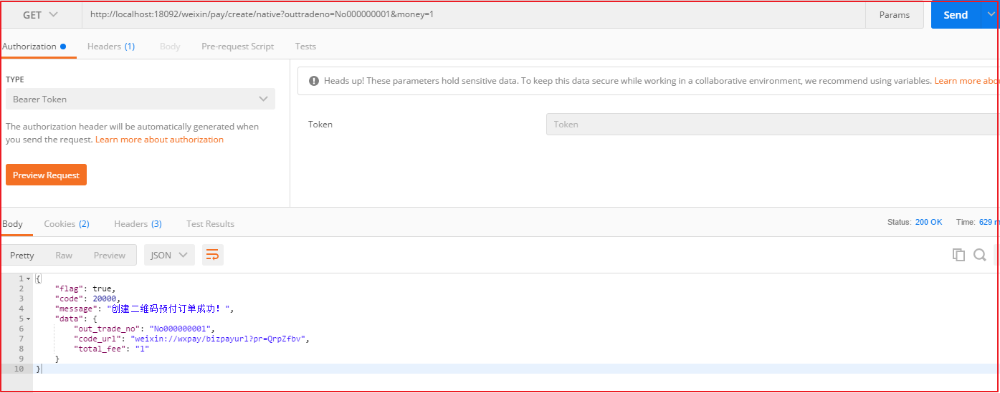 GET http://localhost:18092/weixin/pay/create/native?outtradeno=No000000001&money=1 Params Send
Authorization Headers (1) Body Pre-request Script Tests
TYPE
Bearer Token
The authorization header will be automatically generated when
you send the request. Learn more about authorization
Preview Request
Heads up! These parameters hold sensitive data. To keep this data secure while working in a collaborative environment, we recommend using variables. Learn more abo
Token Token
Body Cookies (2) Headers (3) Test Results Status: 200 OK Time: 629 m
Pretty Raw Preview JSON
1 {
2 "flag": true,
3 "code": 20000,
4 "message": "创建二维码预付订单成功！",
5 "data": {
6 "out_trade_no": "No000000001",
7 "code_url": "weixin://wxpay/bizpayurl?pr=QrpZfbv",
8 "total_fee": "1"
9 }
10 }